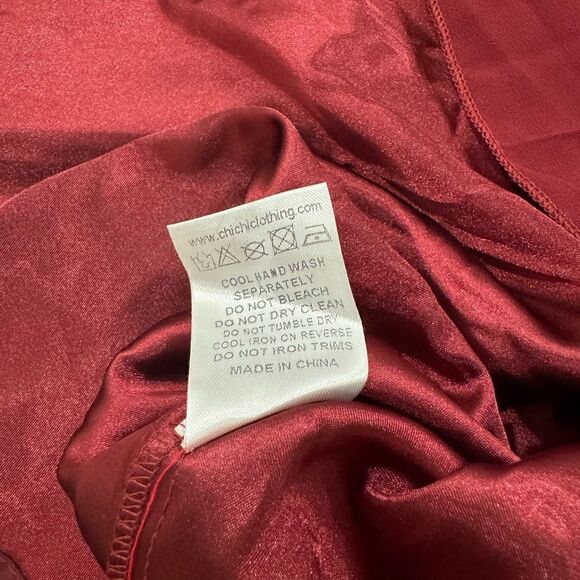 www.chichiclothing.com
COOL HAND WASH
SEPARATELY
DO NOT BLEACH
DO NOT DRY CLEAN
DO NOT TUMBLE DRY
COOL IRON ON REVERSE
DO NOT IRON TRIMS
MADE IN CHINA